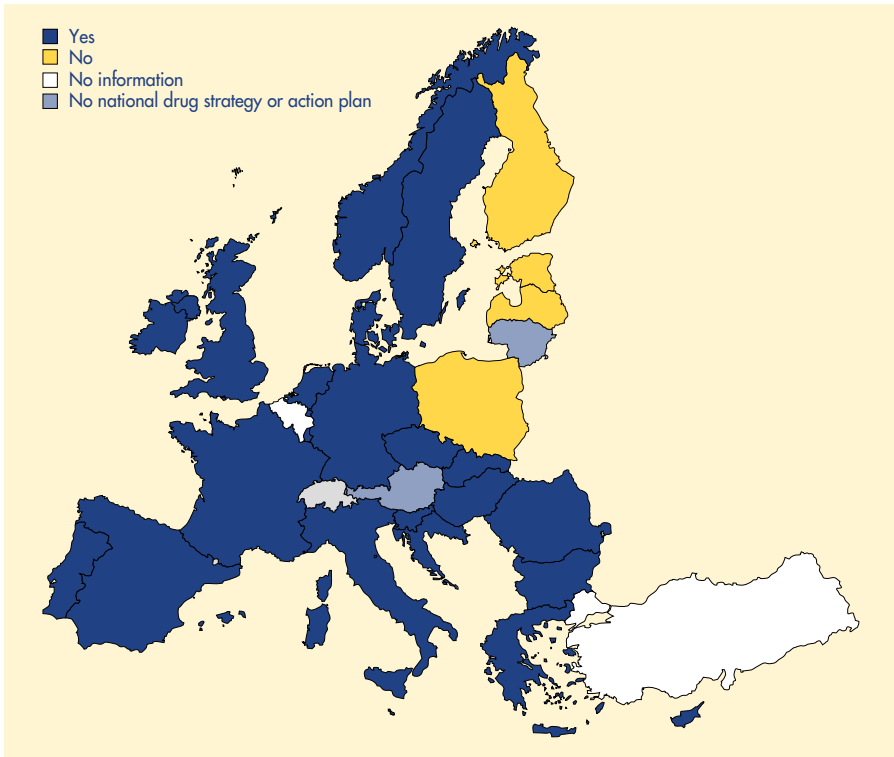 Yes
No
No information
No national drug strategy or action plan